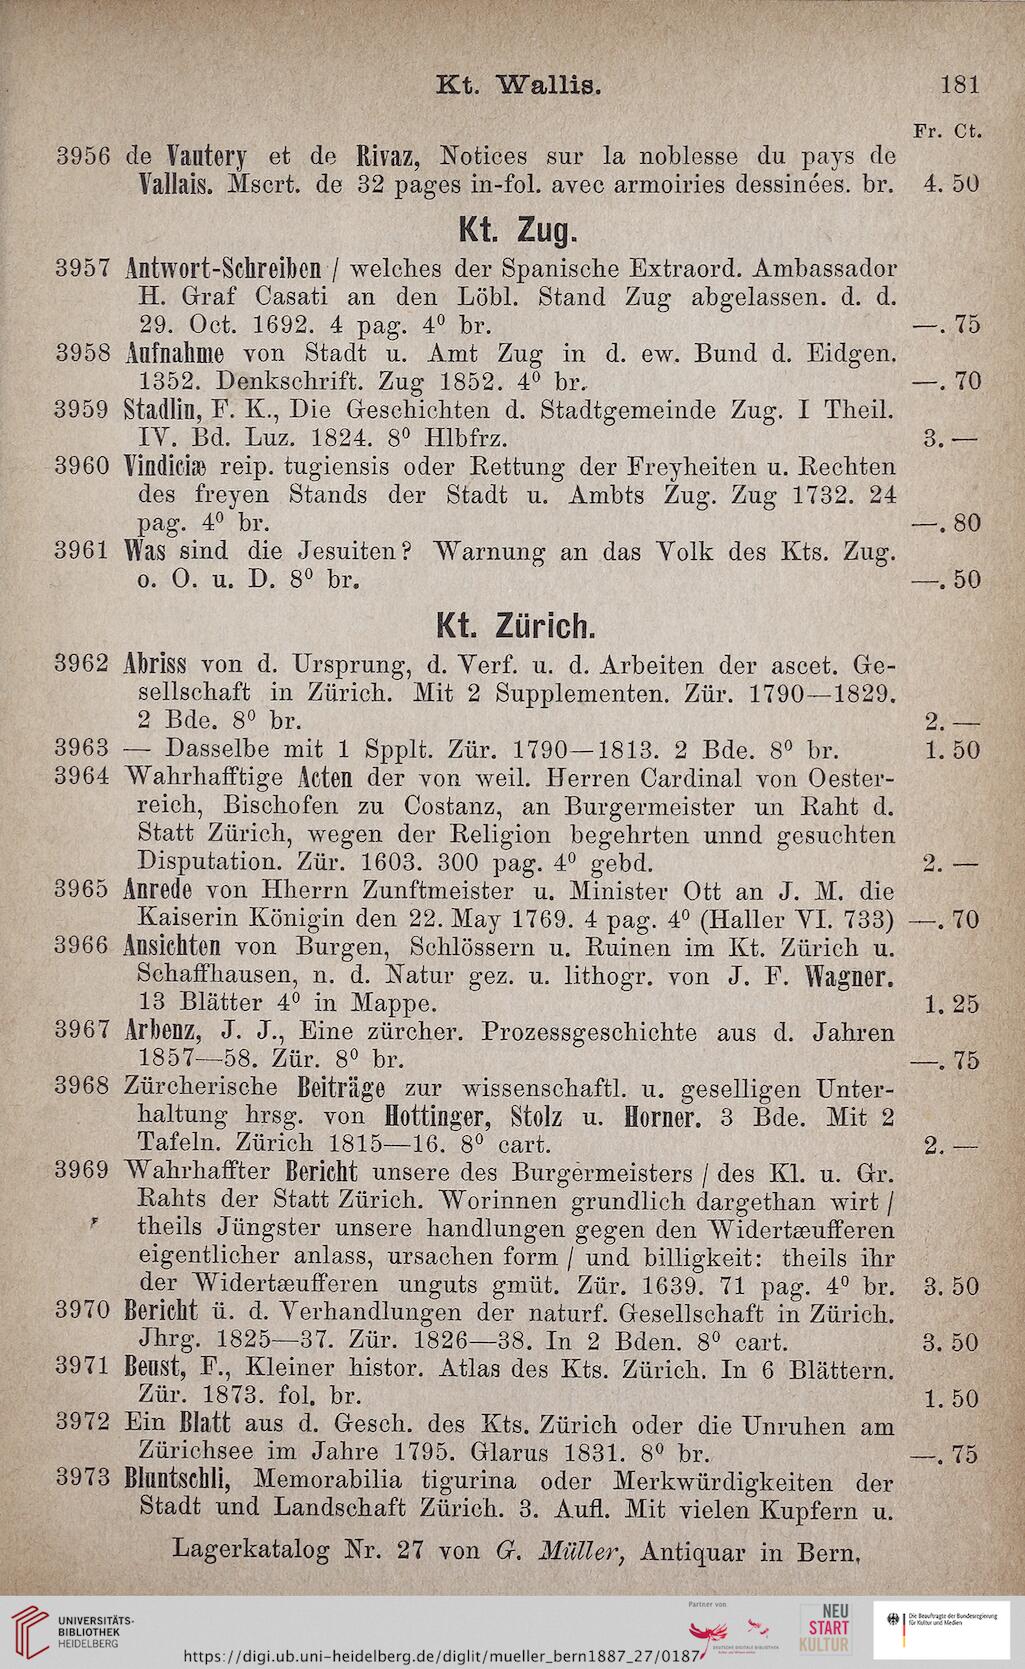 Kt. Wallis. 181
Fr. Ct.
3956 de Vautery et de Rivaz, Notices sur la noblesse du pays de
Vallais. Mscrt. de 32 pages in-fol. avec armoiries dessinées. br. 4. 50
Kt. Zug.
3957 Antwort-Schreiben / welches der Spanische Extraord. Ambassador
H. Graf Casati an den Löbl. Stand Zug abgelassen. d. d.
29. Oct. 1692. 4 pag. 4⁰ br. —. 75
3958 Aufnahme von Stadt u. Amt Zug in d. ew. Bund d. Eidgen.
1352. Denkschrift. Zug 1852. 4⁰ br. —. 70
3959 Stadlin, F. K., Die Geschichten d. Stadtgemeinde Zug. I Theil.
IV. Bd. Luz. 1824. 8⁰ Hlbfrz. 3. —
3960 Vindiciæ reip. tugiensis oder Rettung der Freyheiten u. Rechten
des freyen Stands der Stadt u. Ambts Zug. Zug 1732. 24
pag. 4⁰ br. —. 80
3961 Was sind die Jesuiten? Warnung an das Volk des Kts. Zug.
o. O. u. D. 8⁰ br. —. 50
Kt. Zürich.
3962 Abriss von d. Ursprung, d. Verf. u. d. Arbeiten der ascet. Ge-
sellschaft in Zürich. Mit 2 Supplementen. Zür. 1790—1829.
2 Bde. 8⁰ br. 2. —
3963 — Dasselbe mit 1 Spplt. Zür. 1790—1813. 2 Bde. 8⁰ br. 1. 50
3964 Wahrhafftige Acten der von weil. Herren Cardinal von Oester-
reich, Bischofen zu Costanz, an Burgermeister un Raht d.
Statt Zürich, wegen der Religion begehrten unnd gesuchten
Disputation. Zür. 1603. 300 pag. 4⁰ gebd. 2. —
3965 Anrede von Hherrn Zunftmeister u. Minister Ott an J. M. die
Kaiserin Königin den 22. May 1769. 4 pag. 4⁰ (Haller VI. 733) —. 70
3966 Ansichten von Burgen, Schlössern u. Ruinen im Kt. Zürich u.
Schaffhausen, n. d. Natur gez. u. lithogr. von J. F. Wagner.
13 Blätter 4⁰ in Mappe. 1. 25
3967 Arbenz, J. J., Eine zürcher. Prozessgeschichte aus d. Jahren
1857—58. Zür. 8⁰ br. —. 75
3968 Zürcherische Beiträge zur wissenschaftl. u. geselligen Unter-
haltung hrsg. von Hottinger, Stolz u. Horner. 3 Bde. Mit 2
Tafeln. Zürich 1815—16. 8⁰ cart. 2. —
3969 Wahrhaffter Bericht unsere des Burgermeisters / des Kl. u. Gr.
Rahts der Statt Zürich. Worinnen grundlich dargethan wirt /
theils Jüngster unsere handlungen gegen den Widertæufferen
eigentlicher anlass, ursachen form / und billigkeit: theils ihr
der Widertæufferen unguts gmüt. Zür. 1639. 71 pag. 4⁰ br. 3. 50
3970 Bericht ü. d. Verhandlungen der naturf. Gesellschaft in Zürich.
Jhrg. 1825—37. Zür. 1826—38. In 2 Bden. 8⁰ cart. 3. 50
3971 Beust, F., Kleiner histor. Atlas des Kts. Zürich. In 6 Blättern.
Zür. 1873. fol. br. 1. 50
3972 Ein Blatt aus d. Gesch. des Kts. Zürich oder die Unruhen am
Zürichsee im Jahre 1795. Glarus 1831. 8⁰ br. —. 75
3973 Bluntschli, Memorabilia tigurina oder Merkwürdigkeiten der
Stadt und Landschaft Zürich. 3. Aufl. Mit vielen Kupfern u.
Lagerkatalog Nr. 27 von G. Müller, Antiquar in Bern.
UNIVERSITÄTS-
BIBLIOTHEK
HEIDELBERG
https://digi.ub.uni-heidelberg.de/diglit/mueller_bern1887_27/0187
Partner von
DEUTSCHE DIGITALE BIBLIOTHEK
Kultur und Wissen online
NEU
START
KULTUR
Die Beauftragte der Bundesregierung
für Kultur und Medien